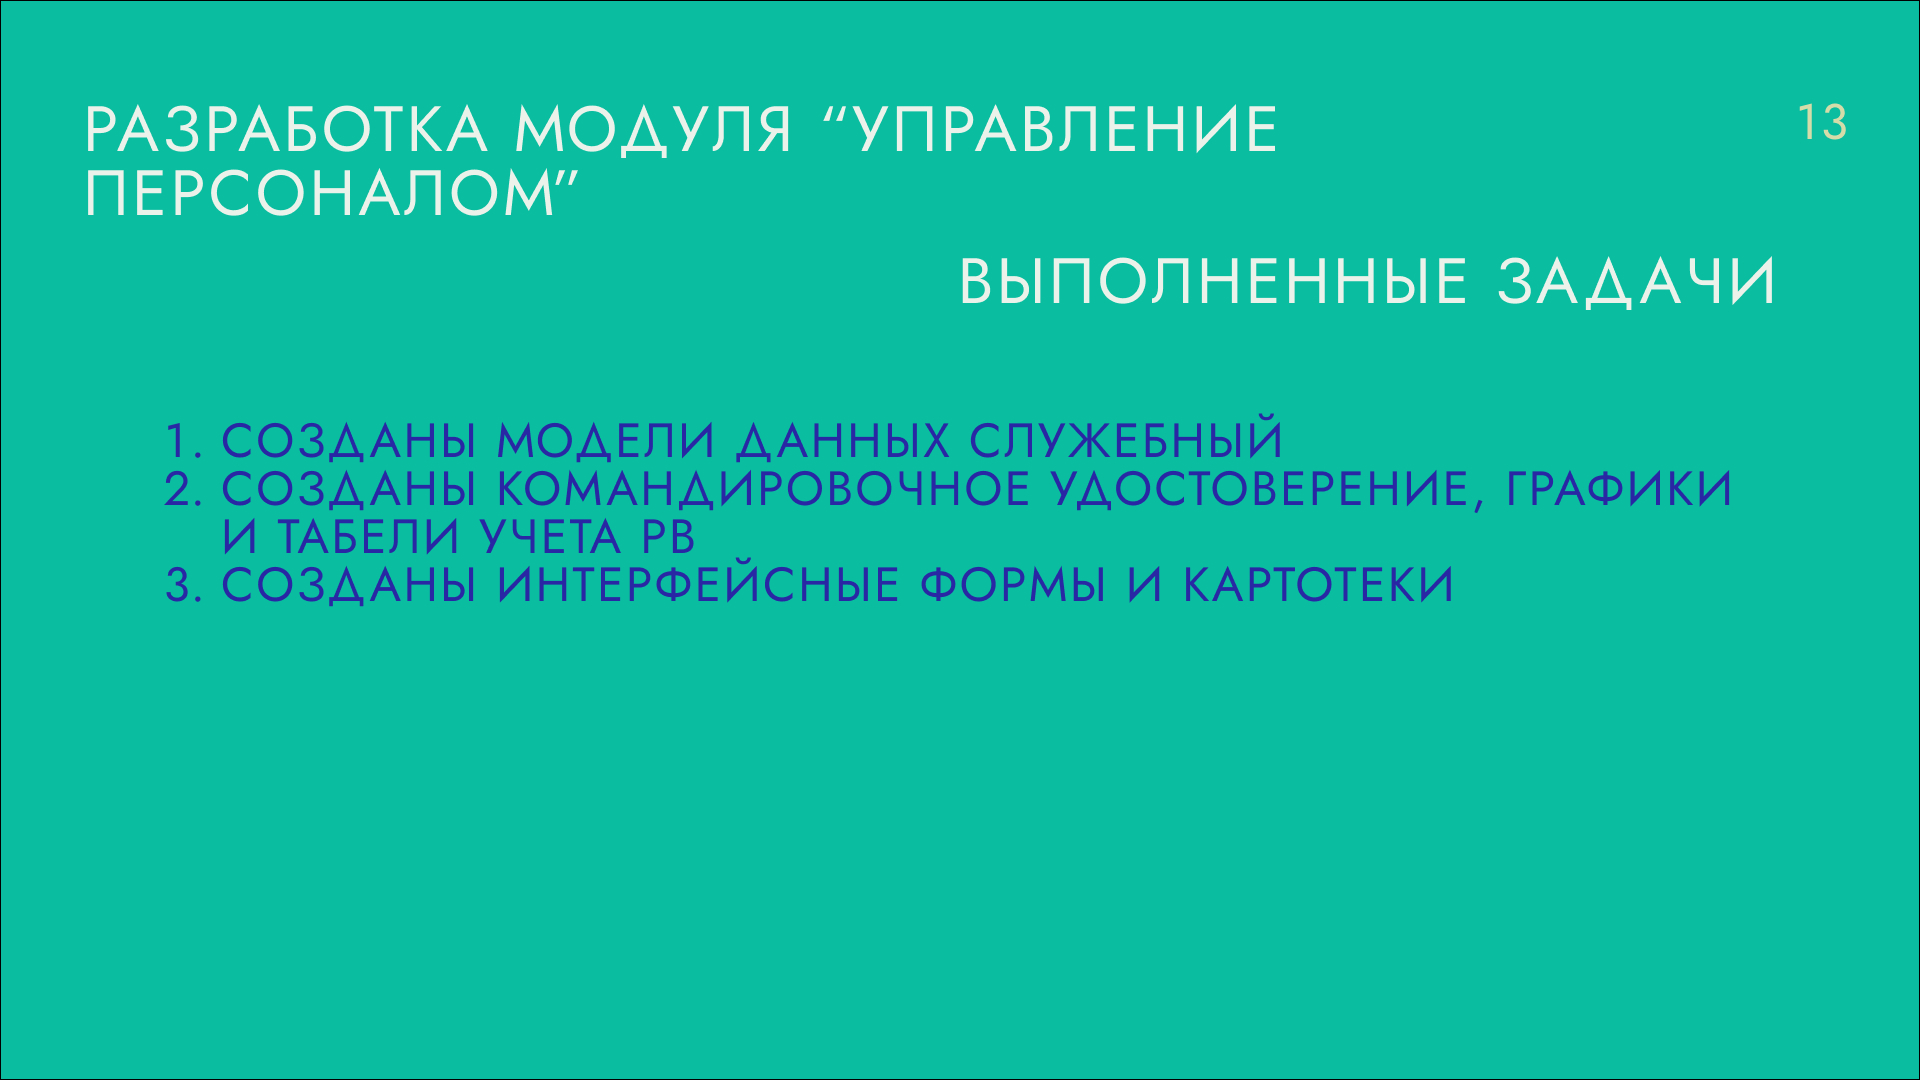 РАЗРАБОТКА МОДУЛЯ “УПРАВЛЕНИЕ
ПЕРСОНАЛОМ”
13
ВЫПОЛНЕННЫЕ ЗАДАЧИ
1. СОЗДАНЫ МОДЕЛИ ДАННЫХ СЛУЖЕБНЫЙ
2. СОЗДАНЫ КОМАНДИРОВОЧНОЕ УДОСТОВЕРЕНИЕ, ГРАФИКИ
И ТАБЕЛИ УЧЕТА РВ
3. СОЗДАНЫ ИНТЕРФЕЙСНЫЕ ФОРМЫ И КАРТОТЕКИ